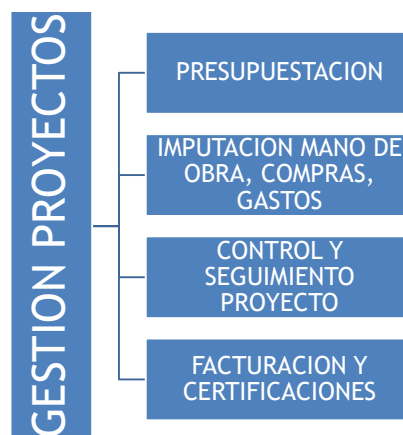 GESTION PROYECTOS
PRESUPUESTACION
IMPUTACION MANO DE
OBRA, COMPRAS,
GASTOS
CONTROL Y
SEGUIMIENTO
PROYECTO
FACTURACION Y
CERTIFICACIONES